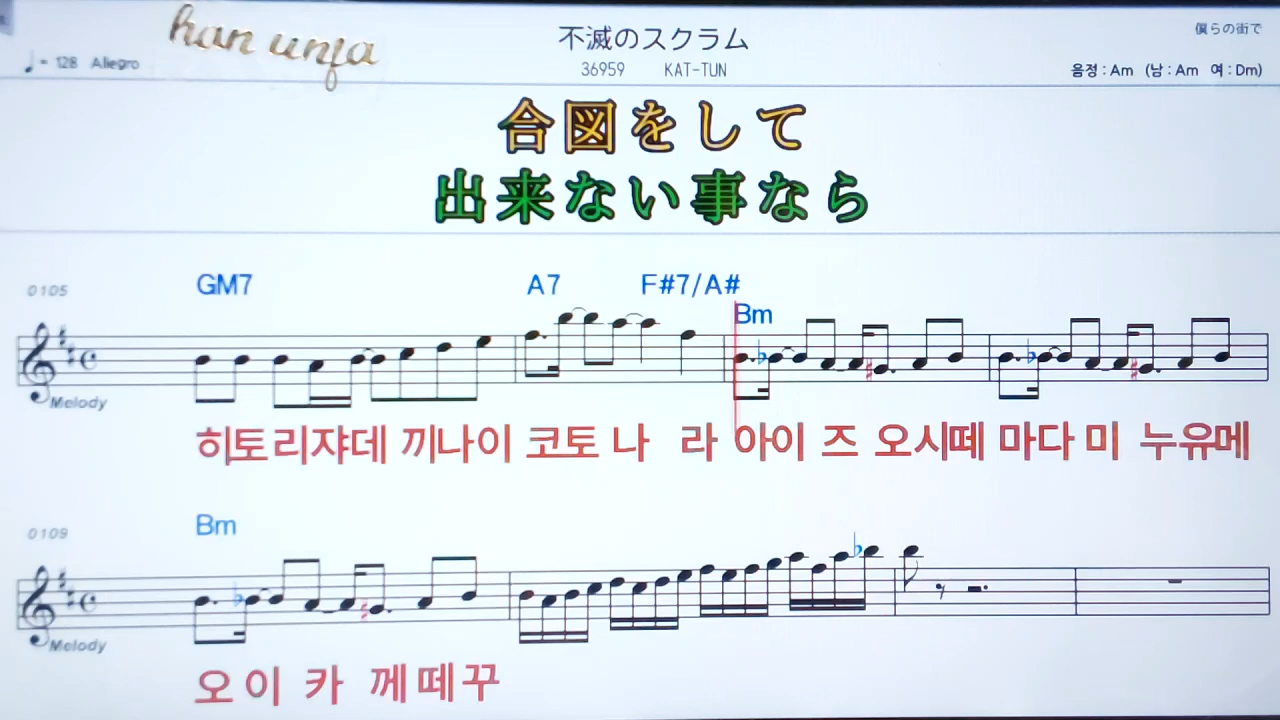 han unfa
不滅のスクラム
僕らの街で
♩= 128 Allegro
36959 KAT-TUN
음정 : Am (남 : Am 여 : Dm)
合図をして
出来ない事なら
0105 GM7 A7 F#7/A# Bm
Melody
히토리쟈데 끼나이 코토 나 라 아이 즈 오시떼 마다 미 누유메
0109 Bm
Melody
오 이 카 께떼꾸